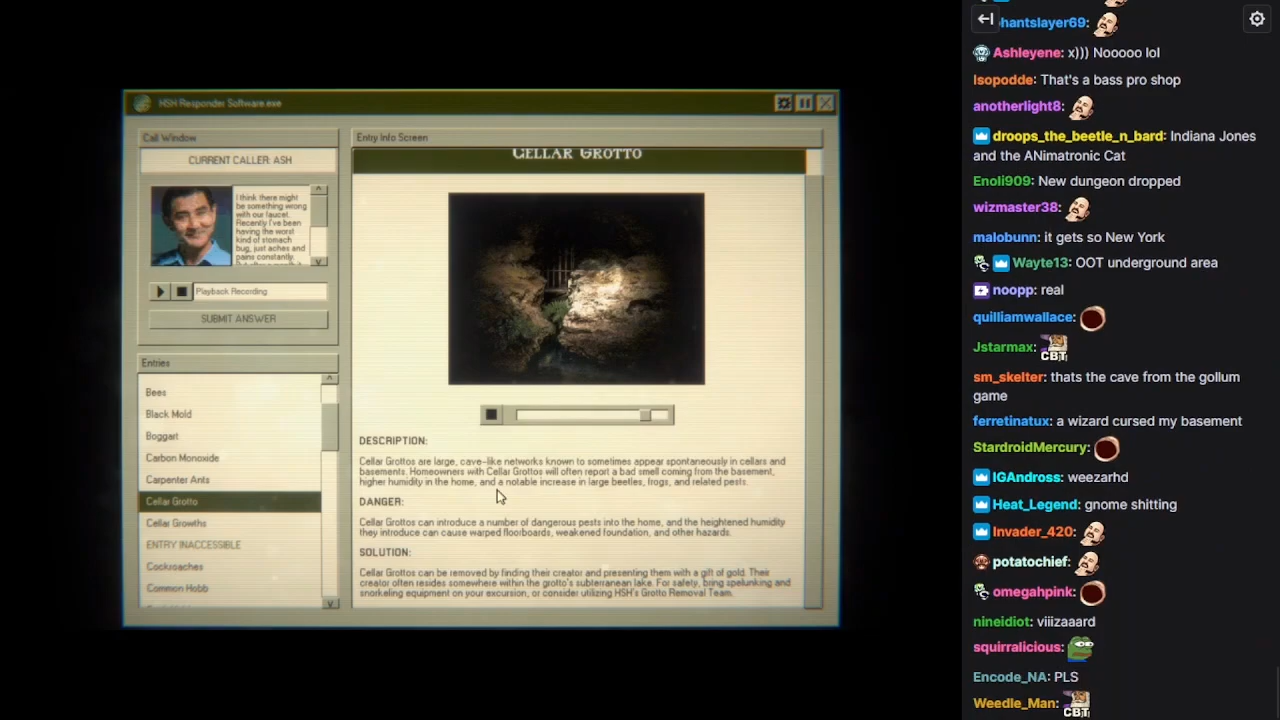 HSH Responder Software.exe
Call Window
CURRENT CALLER: ASH
I think there might
be something wrong
with our faucet.
Recently I've been
having the worst
kind of stomach
bug, just aches and
pains constantly.
Playback Recording
SUBMIT ANSWER
Entries
Bees
Black Mold
Boggart
Carbon Monoxide
Carpenter Ants
Cellar Grotto
Cellar Growths
ENTRY INACCESSIBLE
Cockroaches
Common Hobb
Entry Info Screen
CELLAR GROTTO
DESCRIPTION:
Cellar Grottos are large, cave-like networks known to sometimes appear spontaneously in cellars and
basements. Homeowners with Cellar Grottos will often report a bad smell coming from the basement,
higher humidity in the home, and a notable increase in large beetles, frogs, and related pests.
DANGER:
Cellar Grottos can introduce a number of dangerous pests into the home, and the heightened humidity
they introduce can cause warped floorboards, weakened foundation, and other hazards.
SOLUTION:
Cellar Grottos can be removed by finding their creator and presenting them with a gift of gold. Their
creator often resides somewhere within the grotto's subterranean lake. For safety, bring spelunking and
snorkeling equipment on your excursion, or consider utilizing HSH's Grotto Removal Team.
hantslayer69:
Ashleyene: x))) Nooooo lol
Isopodde: That's a bass pro shop
anotherlight8:
droops_the_beetle_n_bard: Indiana Jones
and the ANimatronic Cat
Enoli909: New dungeon dropped
wizmaster38:
malobunn: it gets so New York
Wayte13: OOT underground area
noopp: real
quilliamwallace:
Jstarmax: CBT
sm_skelter: thats the cave from the gollum
game
ferretinatux: a wizard cursed my basement
StardroidMercury:
IGAndross: weezarhd
Heat_Legend: gnome shitting
Invader_420:
potatochief:
omegahpink:
nineidiot: viiizaaard
squirralicious:
Encode_NA: PLS
Weedle_Man: CBT